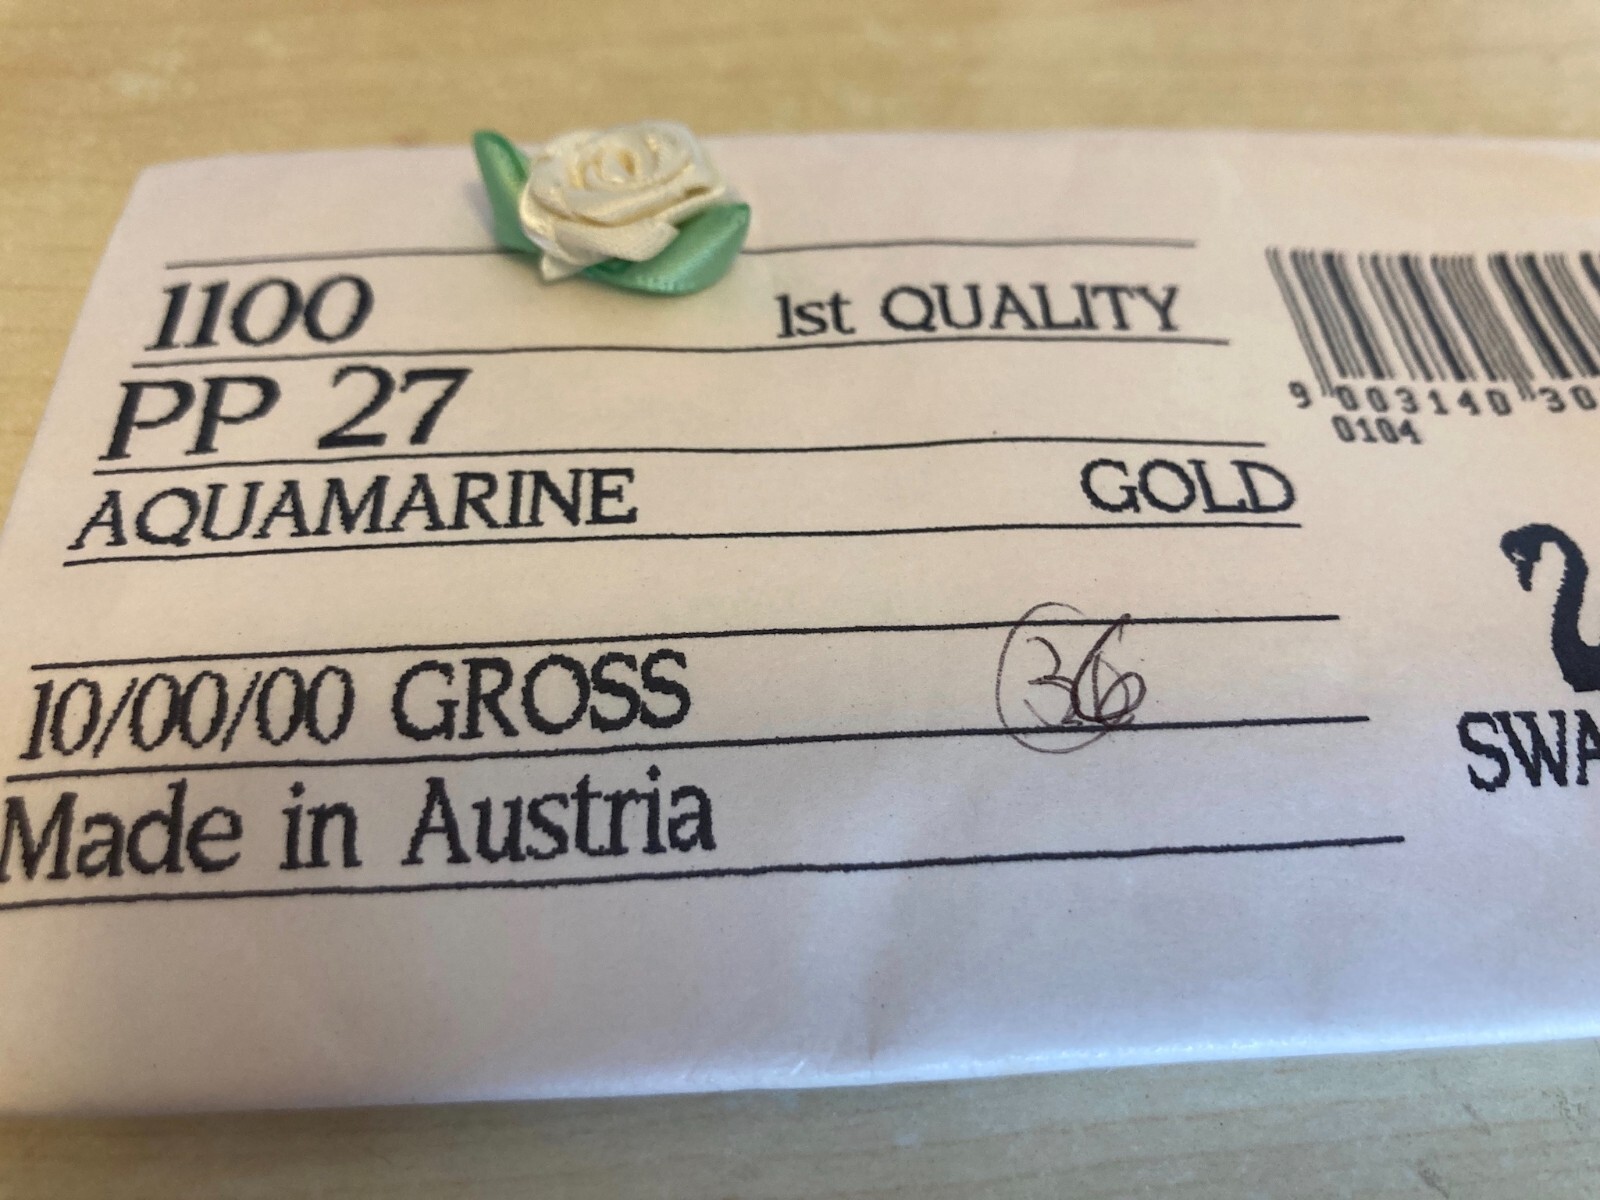 1100 1st QUALITY
PP 27
AQUAMARINE GOLD
10/00/00 GROSS 36
Made in Austria
9 003140 30
0104
SWA